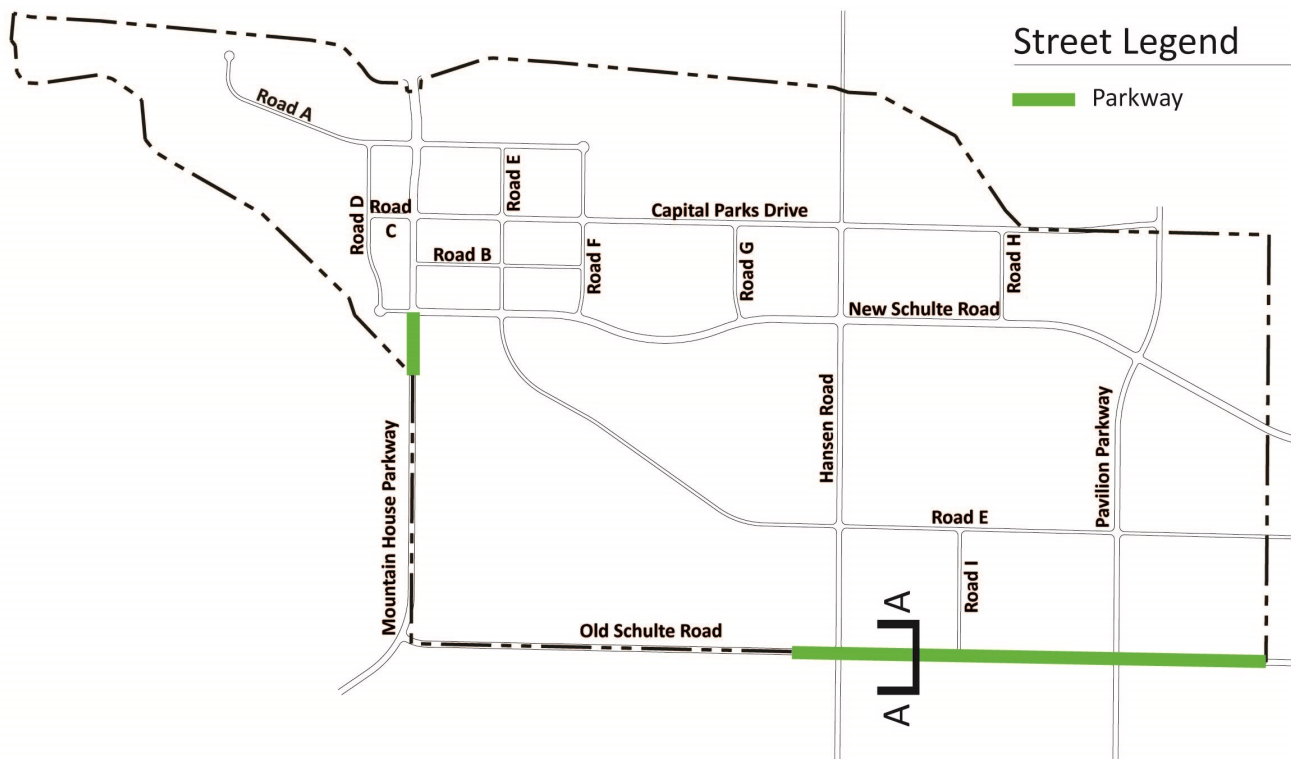 Street Legend
Parkway
Road A
Road E
Road D
Road
C
Capital Parks Drive
Road B
Road F
Road G
Road H
New Schulte Road
Mountain House Parkway
Hansen Road
Pavilion Parkway
Road E
Road I
A
Old Schulte Road
A